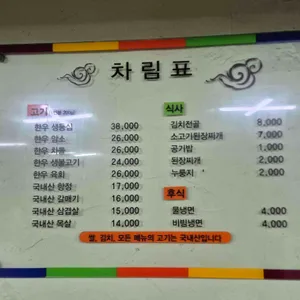 차림표
고기
한우 생등심 38,000
한우 암소 26,000
한우 차돌 26,000
한우 생불고기 24,000
한우 육회 26,000
국내산 항정 17,000
국내산 갈매기 16,000
국내산 삼겹살 15,000
국내산 목살 14,000
식사
김치전골 8,000
소고기된장찌개 7,000
공기밥 1,000
된장찌개 2,000
누룽지 2,000
후식
물냉면 4,000
비빔냉면 4,000
쌀, 김치, 모든 메뉴의 고기는 국내산입니다